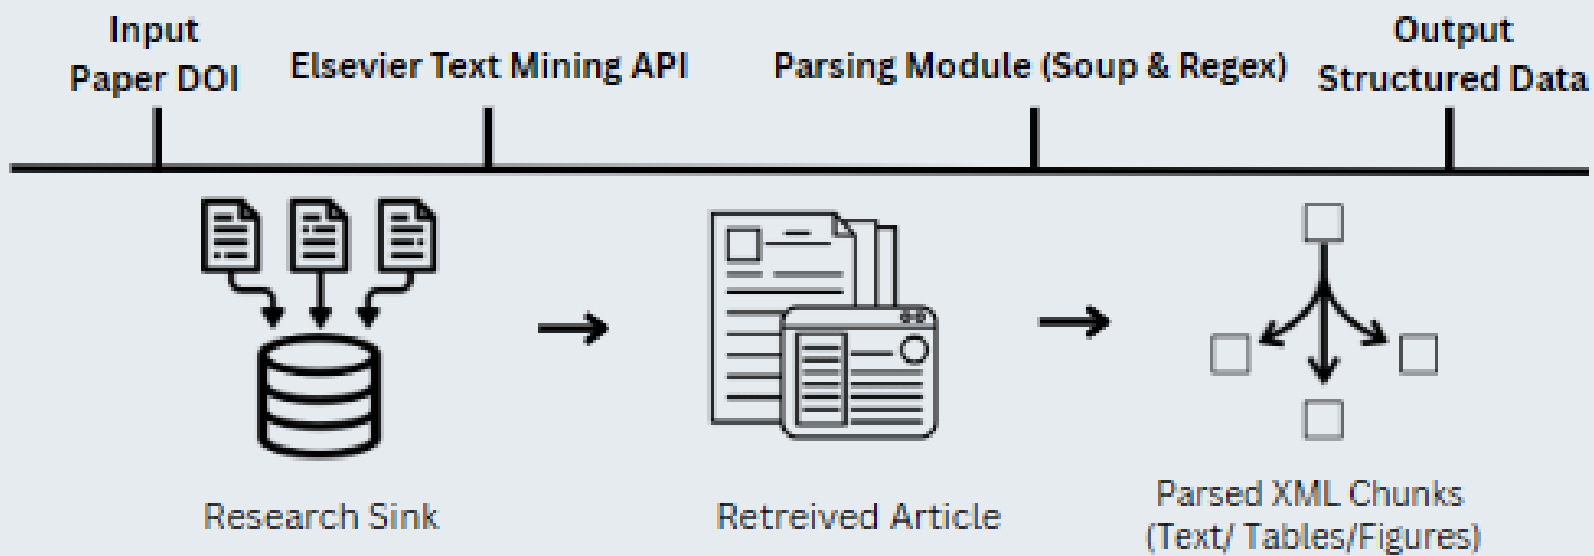 Input
Paper DOI
Elsevier Text Mining API
Parsing Module (Soup & Regex)
Output
Structured Data
Research Sink
Retreived Article
Parsed XML Chunks
(Text/ Tables/Figures)